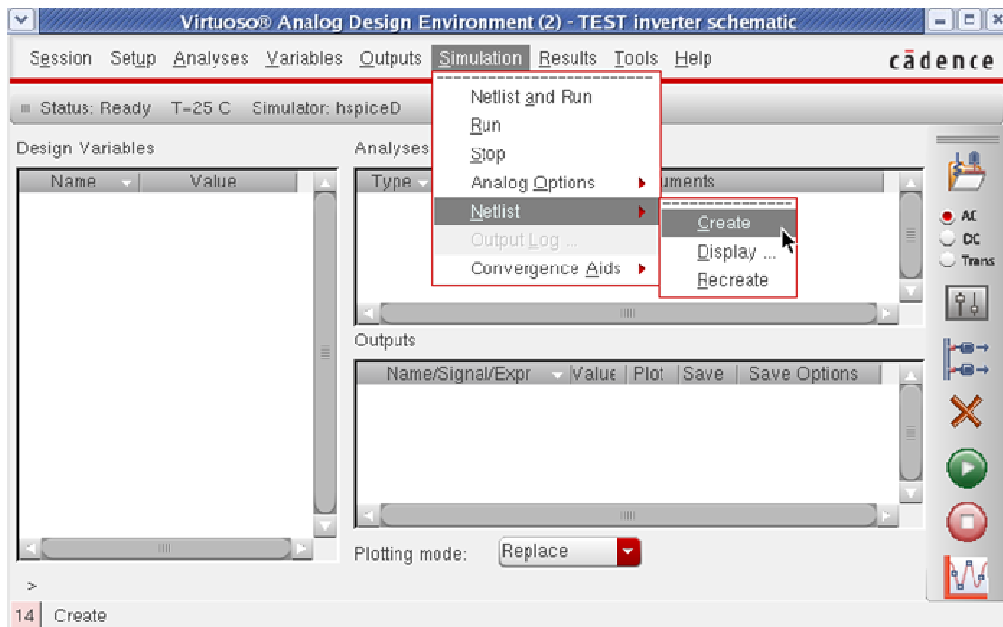 Virtuoso® Analog Design Environment (2) - TEST inverter schematic
Session Setup Analyses Variables Outputs Simulation Results Tools Help
cādence
Status: Ready T=25 C Simulator: hspiceD
Netlist and Run
Run
Stop
Analog Options
Netlist
Output Log ...
Convergence Aids
Create
Display ...
Recreate
Design Variables
Name Value
Analyses
Type
Outputs
Name/Signal/Expr Value Plot Save Save Options
Plotting mode: Replace
AC
DC
Trans
>
14 Create